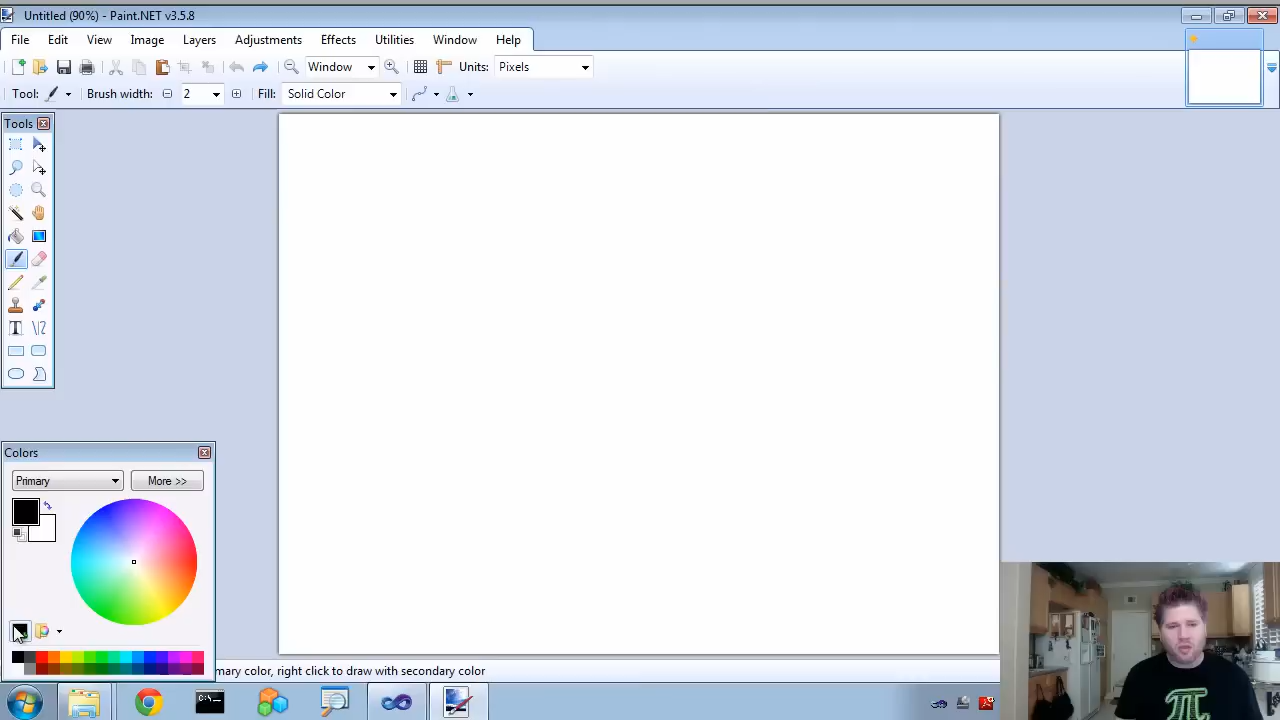 Untitled (90%) - Paint.NET v3.5.8
File Edit View Image Layers Adjustments Effects Utilities Window Help
Window Units: Pixels
Tool: Brush width: 2 Fill: Solid Color
Tools
Colors
Primary More >>
mary color, right click to draw with secondary color
C:\